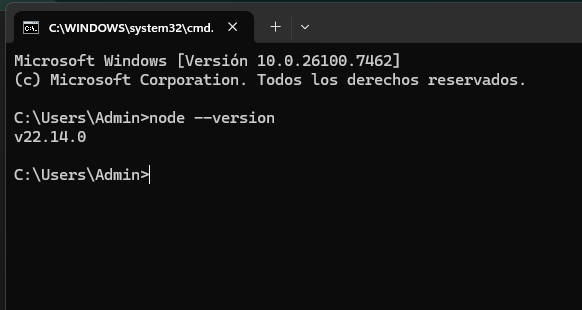 C:\WINDOWS\system32\cmd.
Microsoft Windows [Versión 10.0.26100.7462]
(c) Microsoft Corporation. Todos los derechos reservados.
C:\Users\Admin>node --version
v22.14.0
C:\Users\Admin>